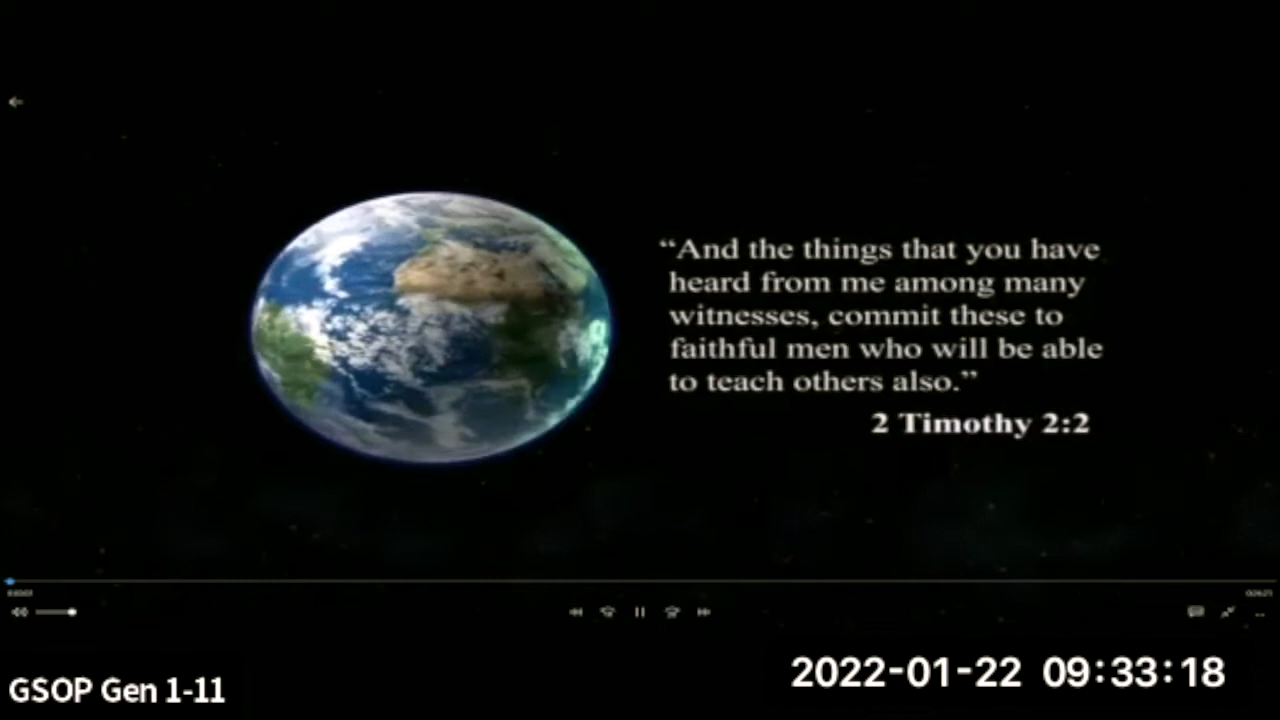 “And the things that you have
heard from me among many
witnesses, commit these to
faithful men who will be able
to teach others also.”
2 Timothy 2:2
GSOP Gen 1-11
2022-01-22 09:33:18